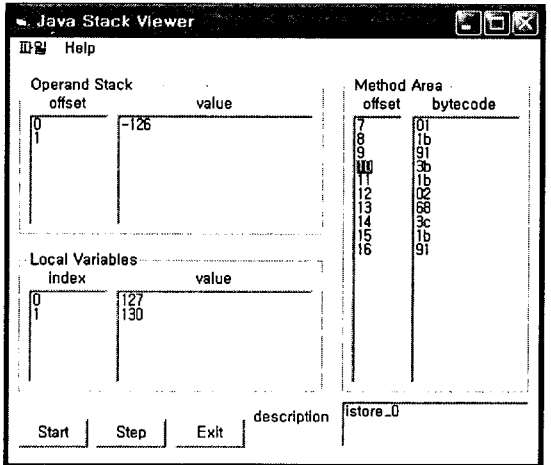 Java Stack Viewer
파일 Help
Operand Stack
offset value
0 -126
1
Local Variables
index value
0 127
1 130
Method Area
offset bytecode
7 01
8 1b
9 91
10 3b
11 1b
12 02
13 68
14 3c
15 1b
16 91
Start Step Exit
description istore_0